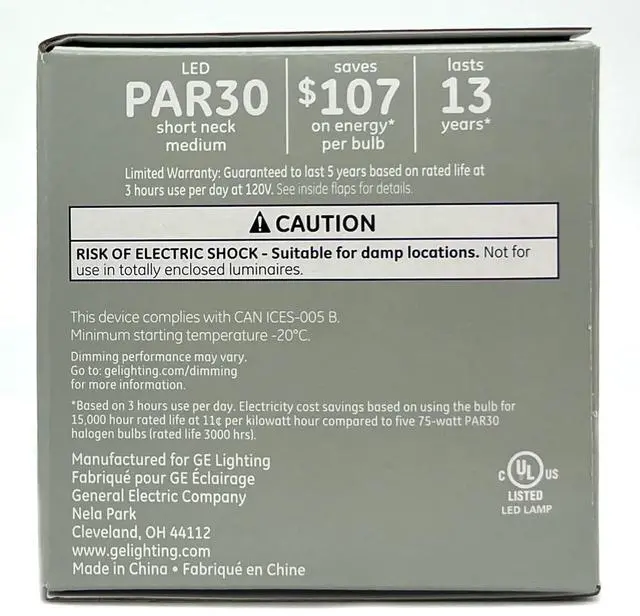 LED
PAR30
short neck
medium
saves
$107
on energy*
per bulb
lasts
13
years*
Limited Warranty: Guaranteed to last 5 years based on rated life at
3 hours use per day at 120V. See inside flaps for details.
CAUTION
RISK OF ELECTRIC SHOCK - Suitable for damp locations. Not for
use in totally enclosed luminaires.
This device complies with CAN ICES-005 B.
Minimum starting temperature -20°C.
Dimming performance may vary.
Go to: gelighting.com/dimming
for more information.
*Based on 3 hours use per day. Electricity cost savings based on using the bulb for
15,000 hour rated life at 11¢ per kilowatt hour compared to five 75-watt PAR30
halogen bulbs (rated life 3000 hrs).
Manufactured for GE Lighting
Fabriqué pour GE Éclairage
General Electric Company
Nela Park
Cleveland, OH 44112
www.gelighting.com
Made in China • Fabriqué en Chine
C UL US
LISTED
LED LAMP